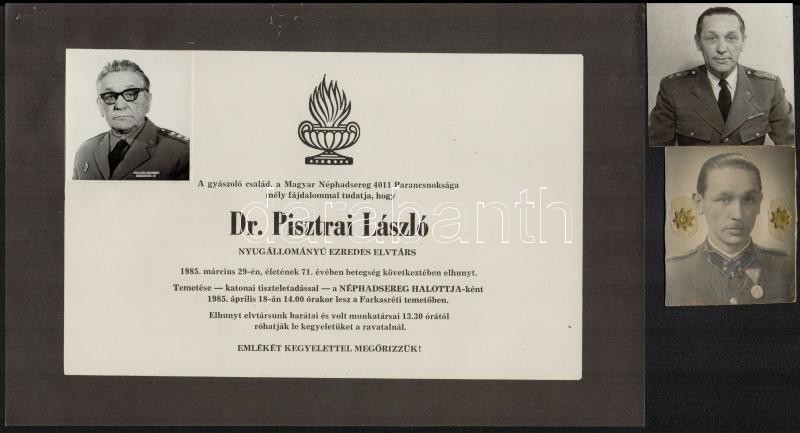 A gyászoló család, a Magyar Néphadsereg 4011 Parancsnoksága
mély fájdalommal tudatja, hogy
Dr. Pisztrai László
NYUGÁLLOMÁNYÚ EZREDES ELVTÁRS
1985. március 29-én, életének 71. évében betegség következtében elhunyt.
Temetése — katonai tiszteletadással — a NÉPHADSEREG HALOTTJA-ként
1985. április 18-án 14.00 órakor lesz a Farkasréti temetőben.
Elhunyt elvtársunk barátai és volt munkatársai 13.30 órától
róhatják le kegyeletüket a ravatalnál.
EMLÉKÉT KEGYELETTEL MEGŐRIZZÜK!
darabanth